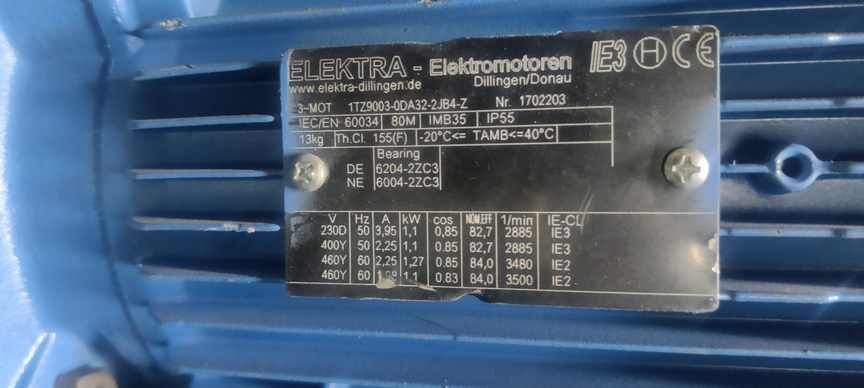 ELEKTRA - Elektromotoren IE3 H CE
www.elektra-dillingen.de Dillingen/Donau
3~MOT 1TZ9003-0DA32-2JB4-Z Nr. 1702203
IEC/EN 60034 80M IMB35 IP55
13kg Th.Cl. 155(F) -20°C<= TAMB<=40°C
Bearing
DE 6204-2ZC3
NE 6004-2ZC3
V Hz A kW cos NOM.EFF 1/min IE-CL
230D 50 3,95 1,1 0,85 82,7 2885 IE3
400Y 50 2,25 1,1 0.85 82,7 2885 IE3
460Y 60 2,25 1,27 0.85 84,0 3480 IE2
460Y 60 1,98 1,1 0.83 84,0 3500 IE2